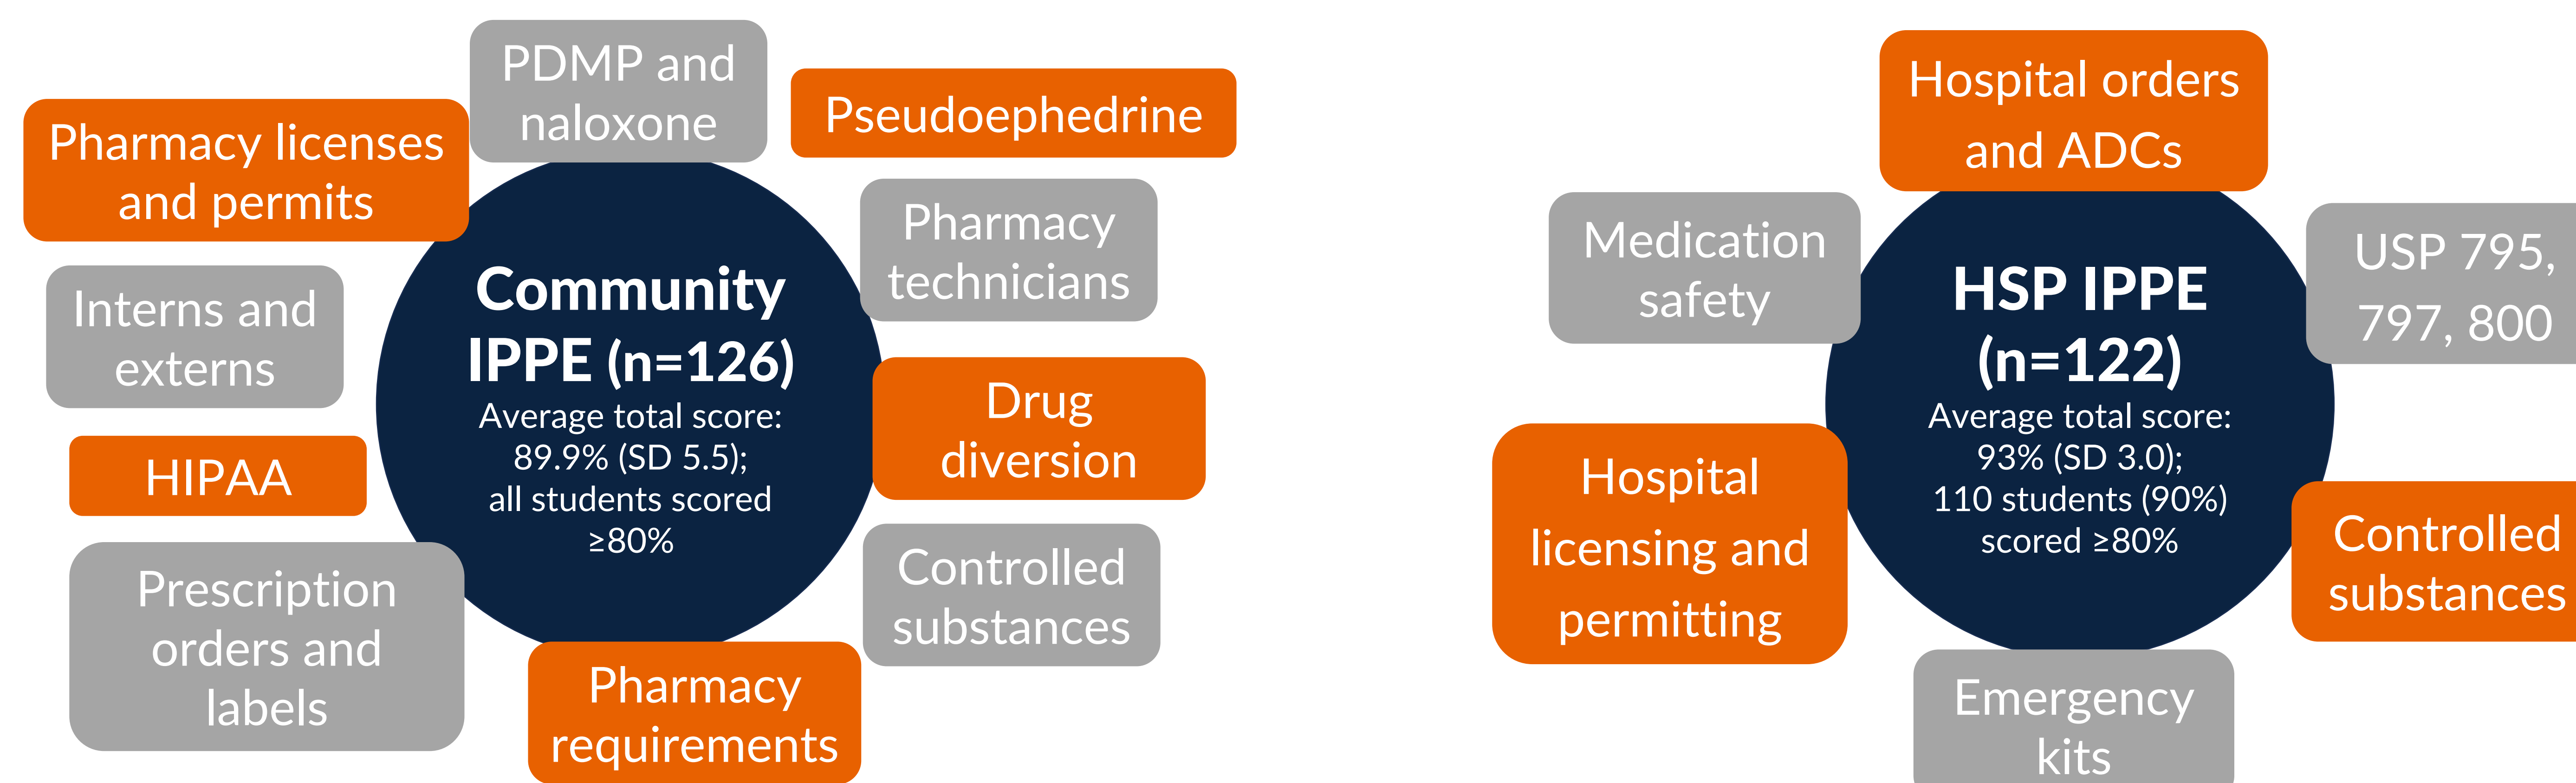 PDMP and
naloxone
Pseudoephedrine
Pharmacy licenses
and permits
Pharmacy
technicians
Interns and
externs
Community
IPPE (n=126)
Average total score:
89.9% (SD 5.5);
all students scored
≥80%
Drug
diversion
HIPAA
Controlled
substances
Prescription
orders and
labels
Pharmacy
requirements
Hospital orders
and ADCs
Medication
safety
USP 795,
797, 800
HSP IPPE
(n=122)
Average total score:
93% (SD 3.0);
110 students (90%)
scored ≥80%
Hospital
licensing and
permitting
Controlled
substances
Emergency
kits